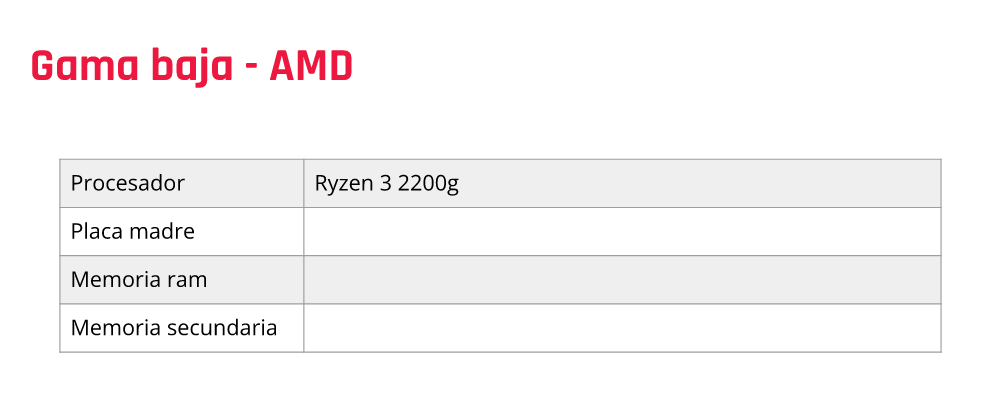 Gama baja - AMD
Procesador Ryzen 3 2200g
Placa madre
Memoria ram
Memoria secundaria